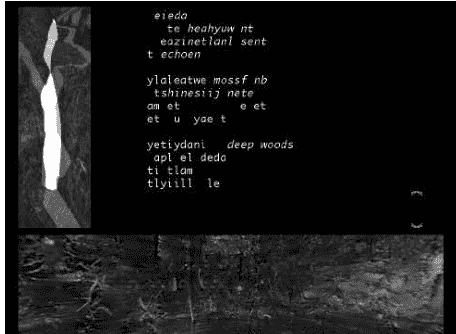 eieda
te heahyuw nt
eazinetlanl sent
t echoen
ylaleatwe mossf nb
tshinesiij nete
am et e et
et u yae t
yetiydani deep woods
apl el deda
ti tlam
tlyiill le